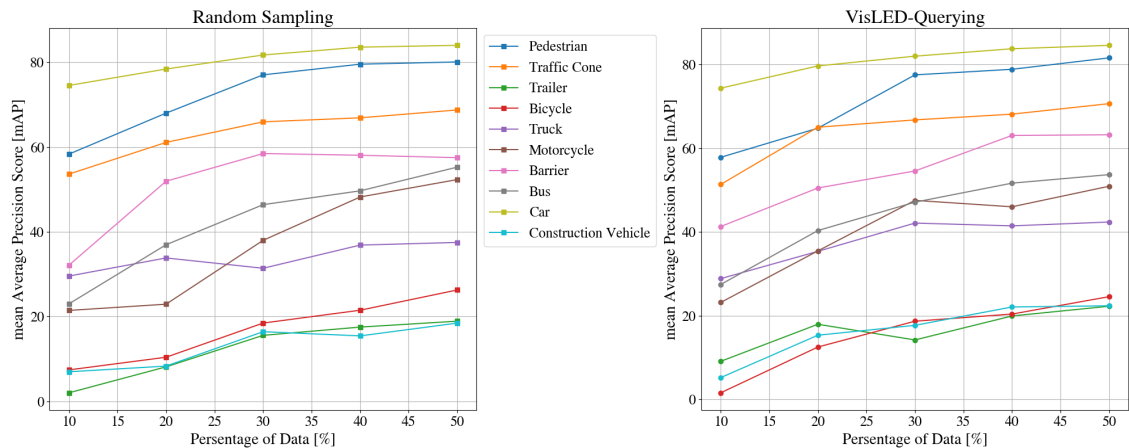 Random Sampling
mean Average Precision Score [mAP]
80
60
40
20
0
10
15
20
25
30
35
40
45
50
Persentage of Data [%]
Pedestrian
Traffic Cone
Trailer
Bicycle
Truck
Motorcycle
Barrier
Bus
Car
Construction Vehicle
VisLED-Querying
mean Average Precision Score [mAP]
80
60
40
20
0
10
15
20
25
30
35
40
45
50
Persentage of Data [%]